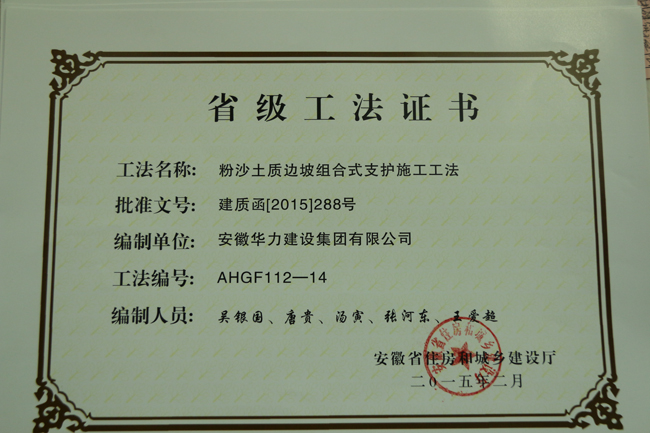 省级工法证书
工法名称: 粉沙土质边坡组合式支护施工工法
批准文号: 建质函[2015]288号
编制单位: 安徽华力建设集团有限公司
工法编号: AHGF112—14
编制人员: 吴银国、唐贵、汤寅、张河东、王爱超
安徽省住房和城乡建设厅
二〇一五年二月